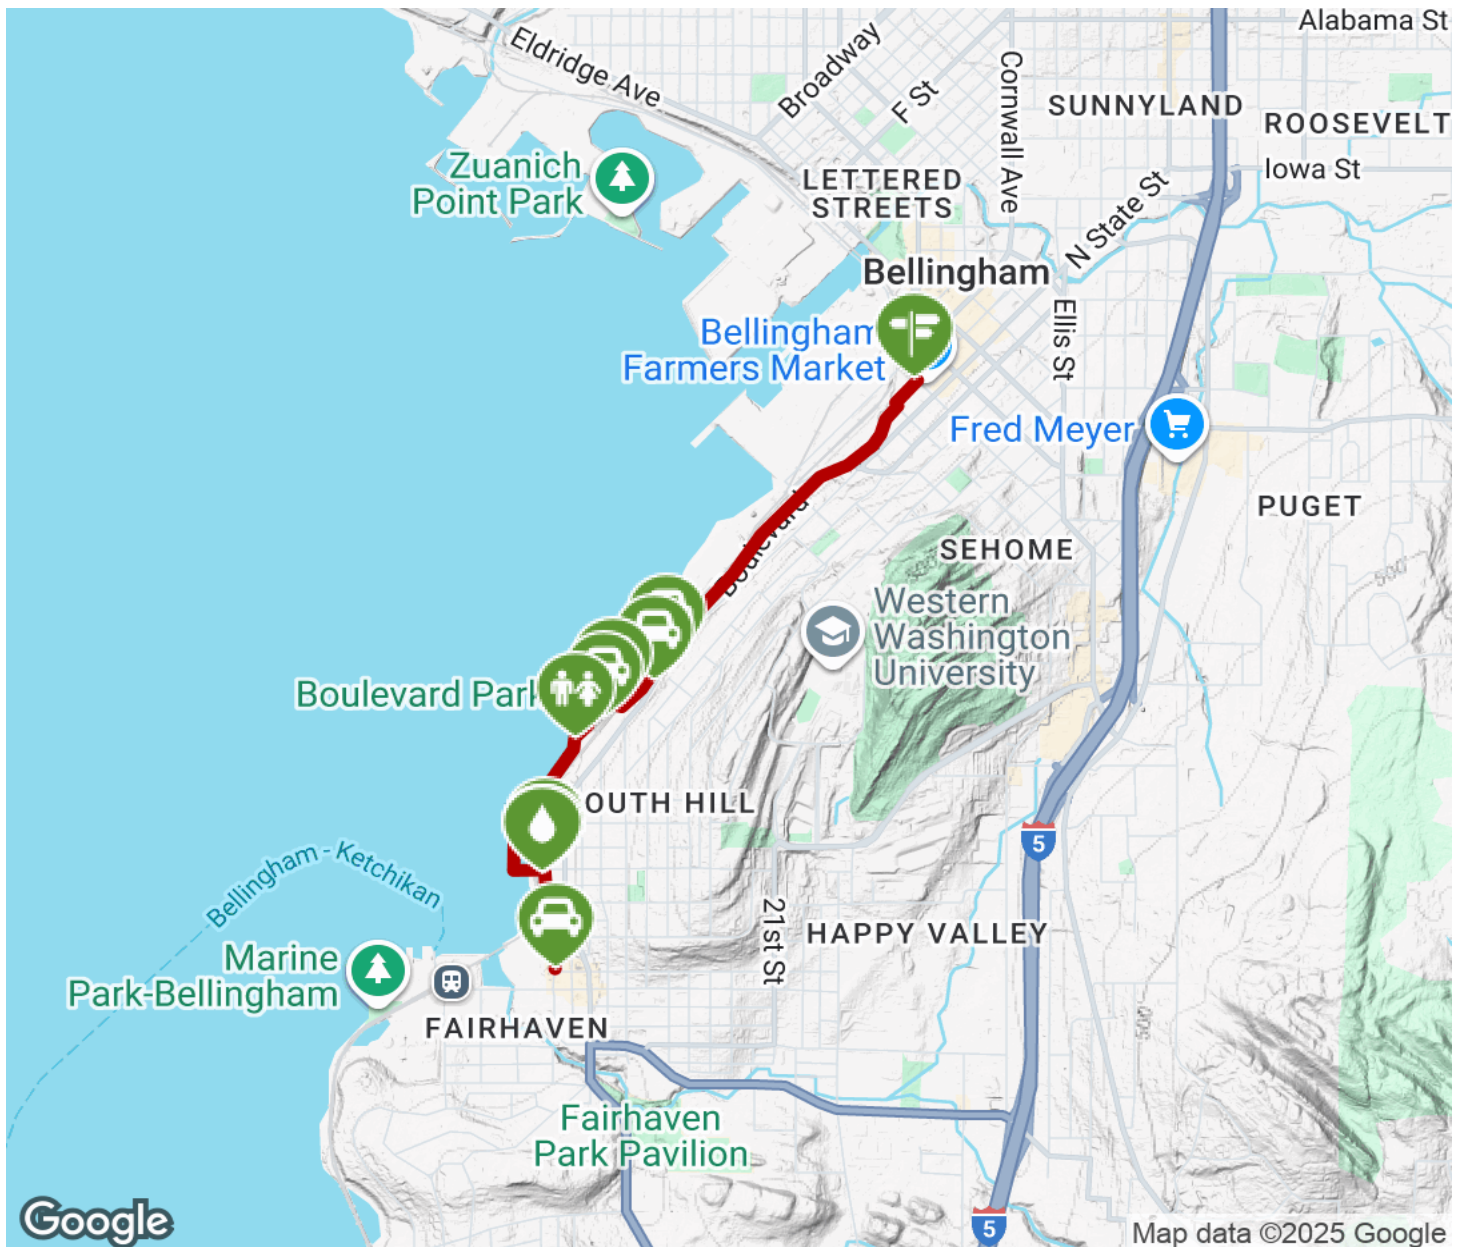 Alabama St
Eldridge Ave
Broadway
F St
Cornwall Ave
SUNNYLAND
ROOSEVELT
Iowa St
Zuanich
Point Park
LETTERED
STREETS
N State St
Bellingham
Bellingham
Farmers Market
Ellis St
Fred Meyer
PUGET
Boulevard
SEHOME
500
500
Western
Washington
University
Boulevard Park
OUTH HILL
5
Bellingham - Ketchikan
21st St
HAPPY VALLEY
Marine
Park-Bellingham
FAIRHAVEN
Fairhaven
Park Pavilion
5
Google
Map data ©2025 Google